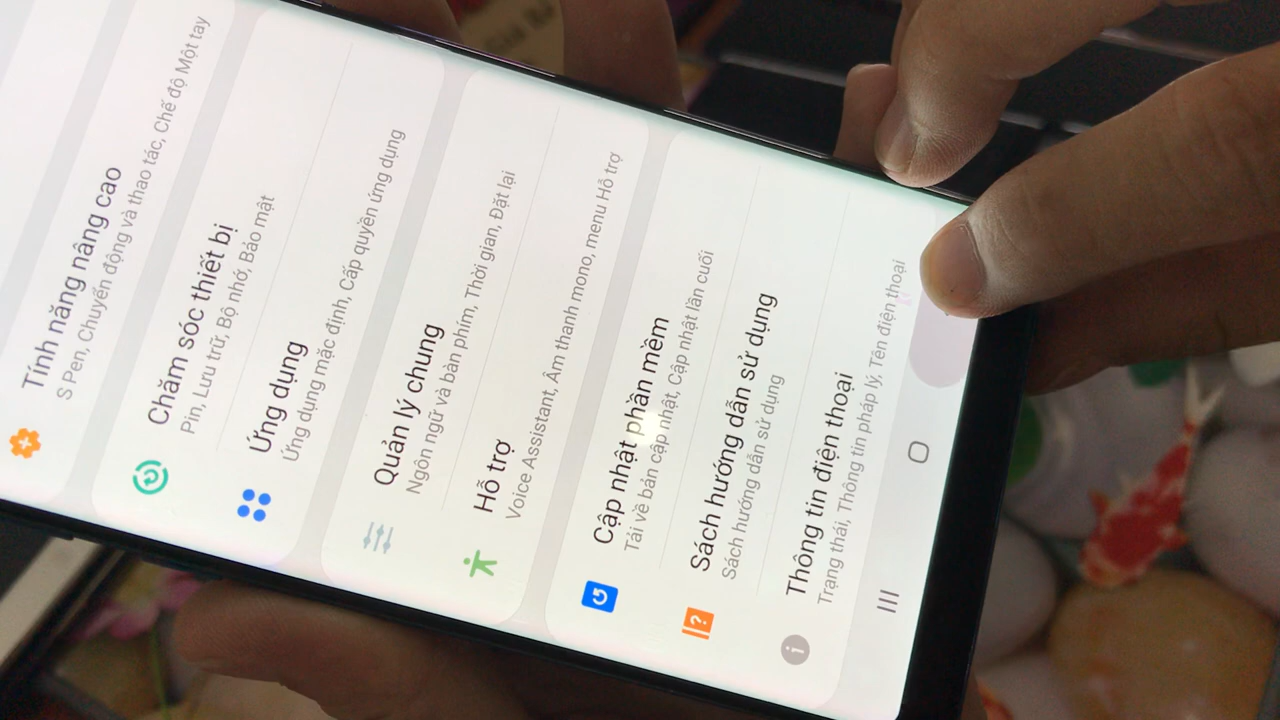 Tính năng nâng cao
S Pen, Chuyển động và thao tác, Chế độ Một tay
Chăm sóc thiết bị
Pin, Lưu trữ, Bộ nhớ, Bảo mật
Ứng dụng
Ứng dụng mặc định, Cấp quyền ứng dụng
Quản lý chung
Ngôn ngữ và bàn phím, Thời gian, Đặt lại
Hỗ trợ
Voice Assistant, Âm thanh mono, menu Hỗ trợ
Cập nhật phần mềm
Tải về bản cập nhật, Cập nhật lần cuối
Sách hướng dẫn sử dụng
Sách hướng dẫn sử dụng
Thông tin điện thoại
Trạng thái, Thông tin pháp lý, Tên điện thoại